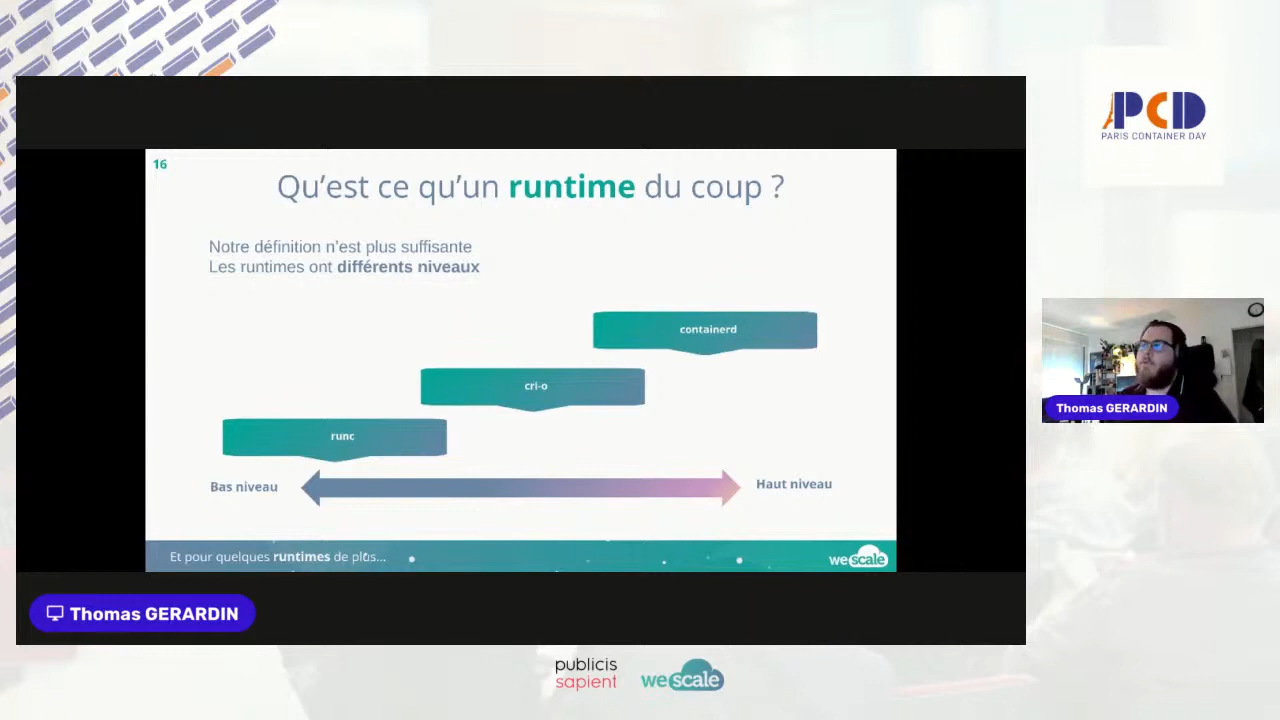 PCD
PARIS CONTAINER DAY
16
Qu’est ce qu’un runtime du coup ?
Notre définition n’est plus suffisante
Les runtimes ont différents niveaux
containerd
cri-o
runc
Bas niveau
Haut niveau
Et pour quelques runtimes de plus...
wescale
Thomas GERARDIN
Thomas GERARDIN
publicis
sapient
wescale